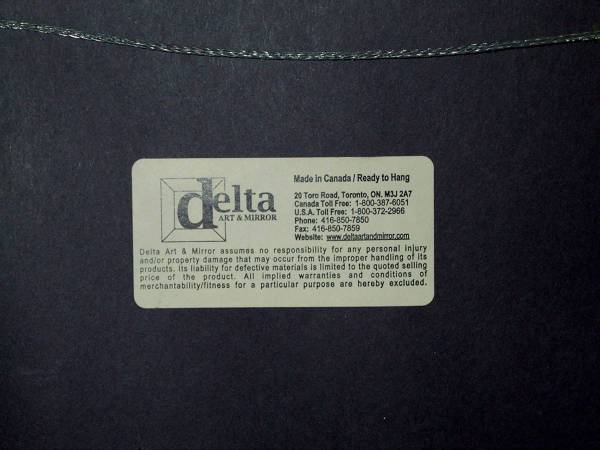 delta
ART & MIRROR
Made in Canada / Ready to Hang
20 Toro Road, Toronto, ON. M3J 2A7
Canada Toll Free: 1-800-387-6051
U.S.A. Toll Free: 1-800-372-2966
Phone: 416-850-7850
Fax: 416-850-7859
Website: www.deltaartandmirror.com
Delta Art & Mirror assumes no responsibility for any personal injury
and/or property damage that may occur from the improper handling of its
products. Its liability for defective materials is limited to the quoted selling
price of the product. All implied warranties and conditions of
merchantability/fitness for a particular purpose are hereby excluded.